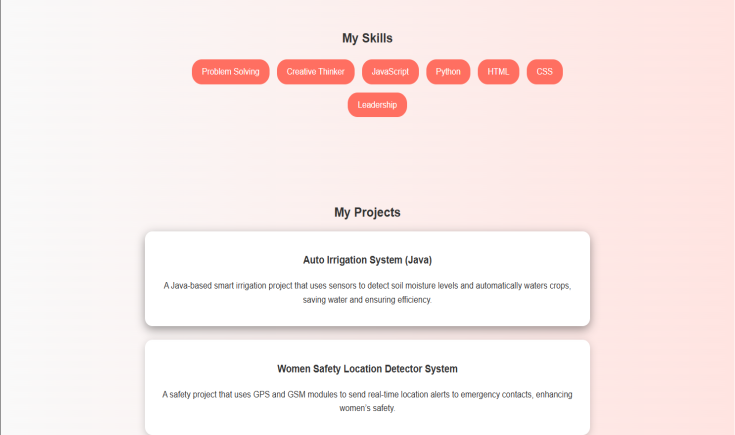 My Skills
Problem Solving
Creative Thinker
JavaScript
Python
HTML
CSS
Leadership
My Projects
Auto Irrigation System (Java)
A Java-based smart irrigation project that uses sensors to detect soil moisture levels and automatically waters crops,
saving water and ensuring efficiency.
Women Safety Location Detector System
A safety project that uses GPS and GSM modules to send real-time location alerts to emergency contacts, enhancing
women's safety.